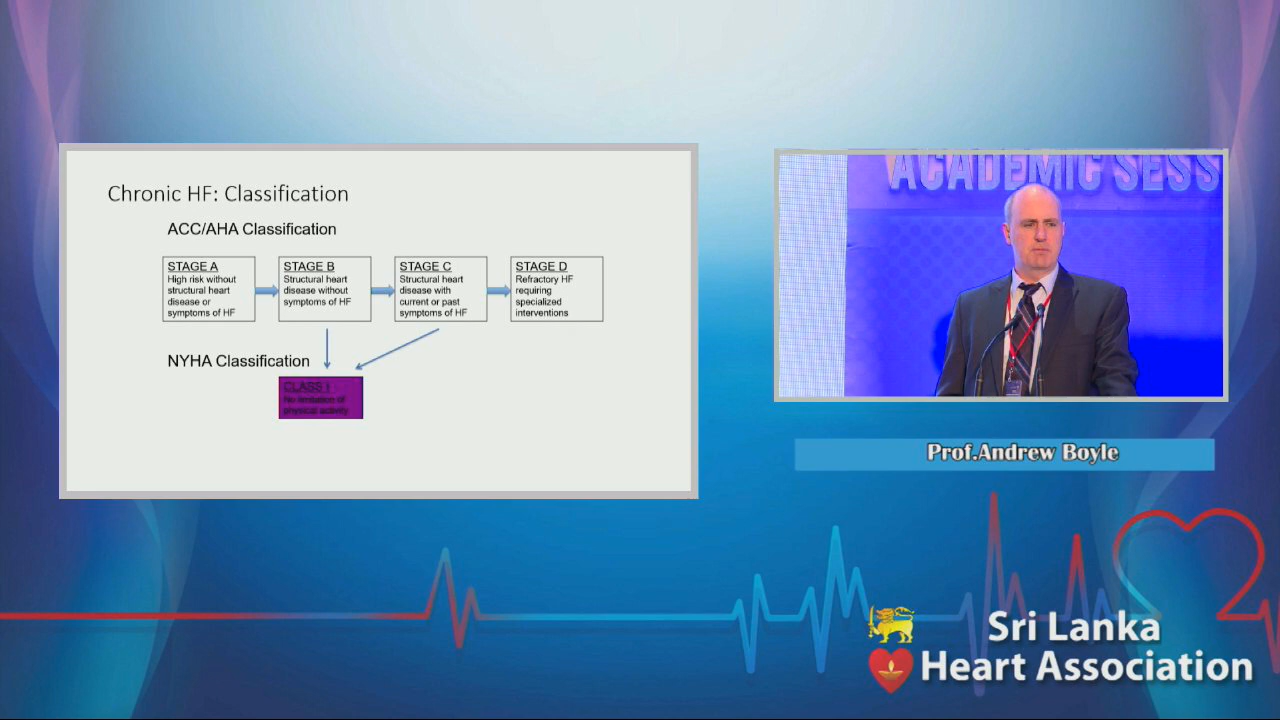 Chronic HF: Classification
ACC/AHA Classification
STAGE A
High risk without
structural heart
disease or
symptoms of HF
STAGE B
Structural heart
disease without
symptoms of HF
STAGE C
Structural heart
disease with
current or past
symptoms of HF
STAGE D
Refractory HF
requiring
specialized
interventions
NYHA Classification
CLASS I
No limitation of
physical activity
ACADEMIC SESS
Prof.Andrew Boyle
Sri Lanka
Heart Association